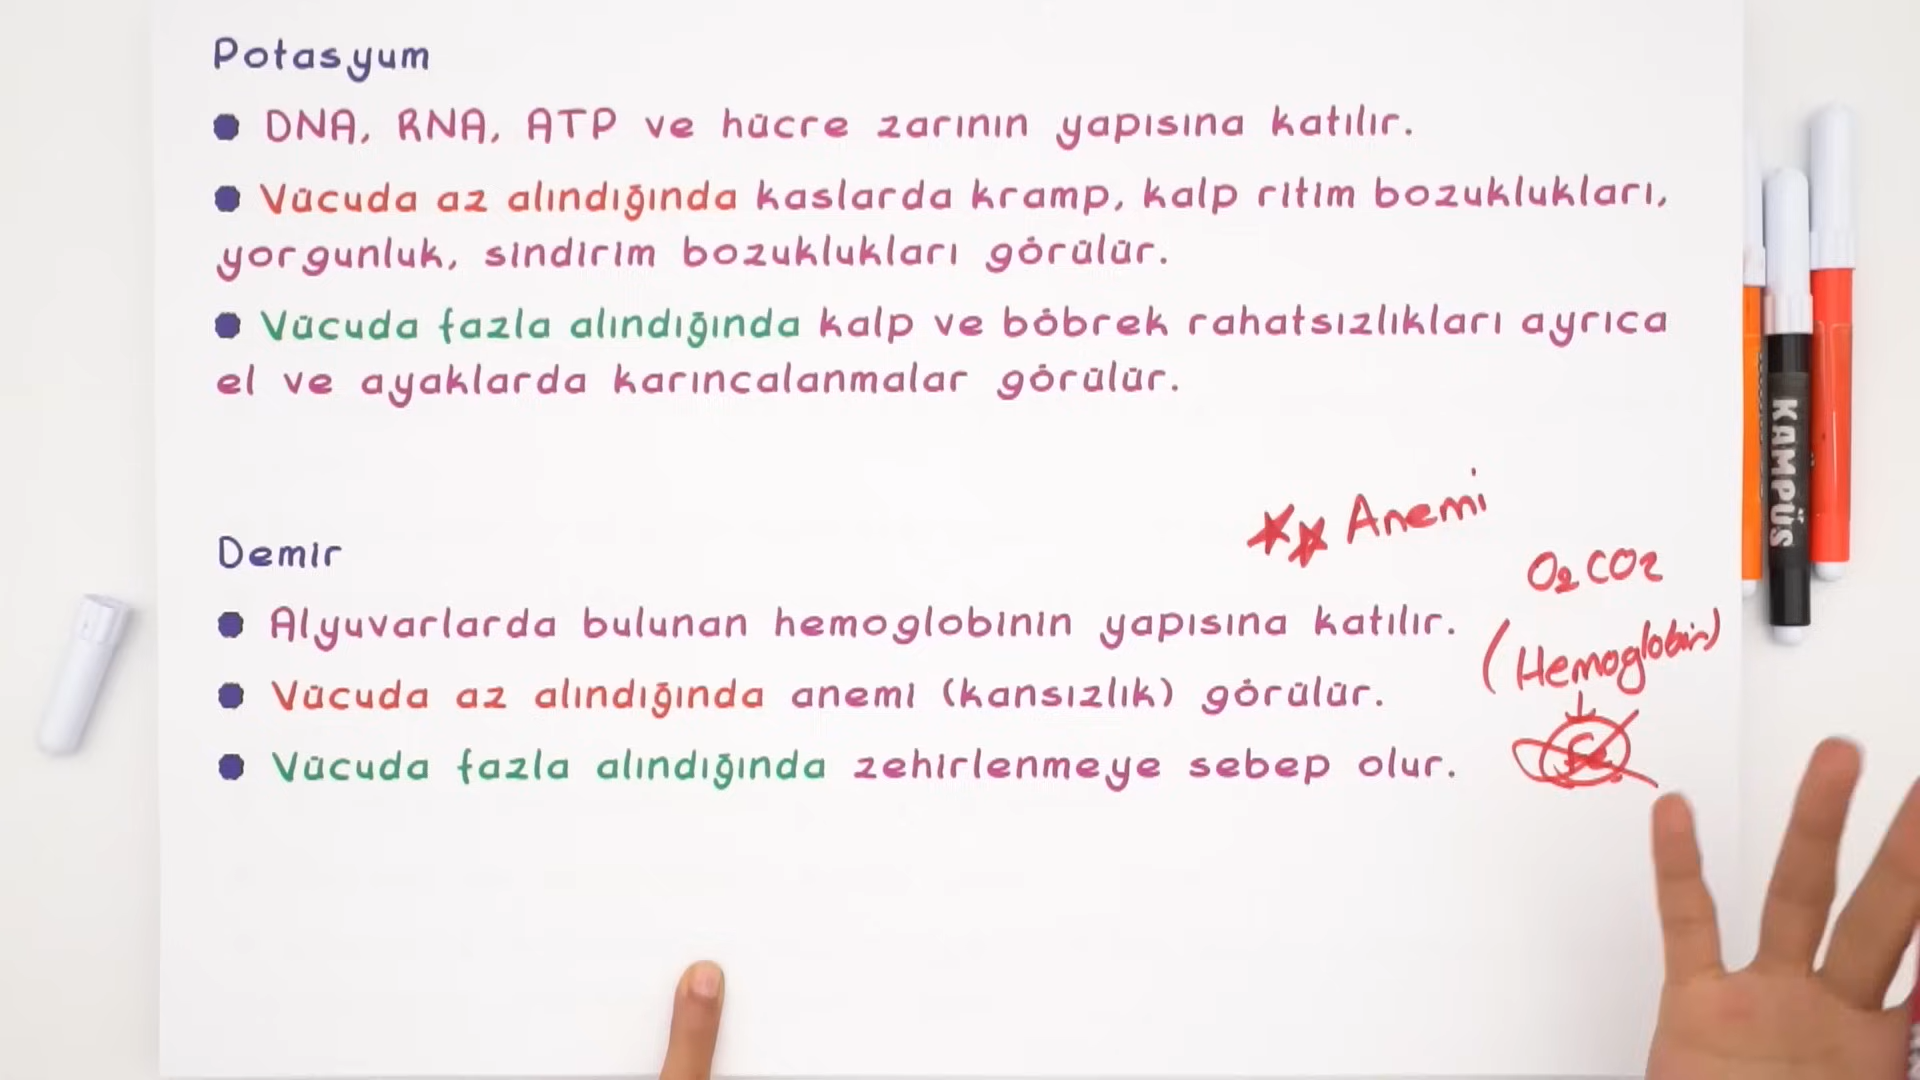 Potasyum
DNA, RNA, ATP ve hücre zarının yapısına katılır.
Vücuda az alındığında kaslarda kramp, kalp ritim bozuklukları,
yorgunluk, sindirim bozuklukları görülür.
Vücuda fazla alındığında kalp ve böbrek rahatsızlıkları ayrıca
el ve ayaklarda karıncalanmalar görülür.
Anemi
Demir
O2 CO2
Alyuvarlarda bulunan hemoglobinin yapısına katılır.
(Hemoglobin)
Vücuda az alındığında anemi (kansızlık) görülür.
Fe
Vücuda fazla alındığında zehirlenmeye sebep olur.
KAMPÜS